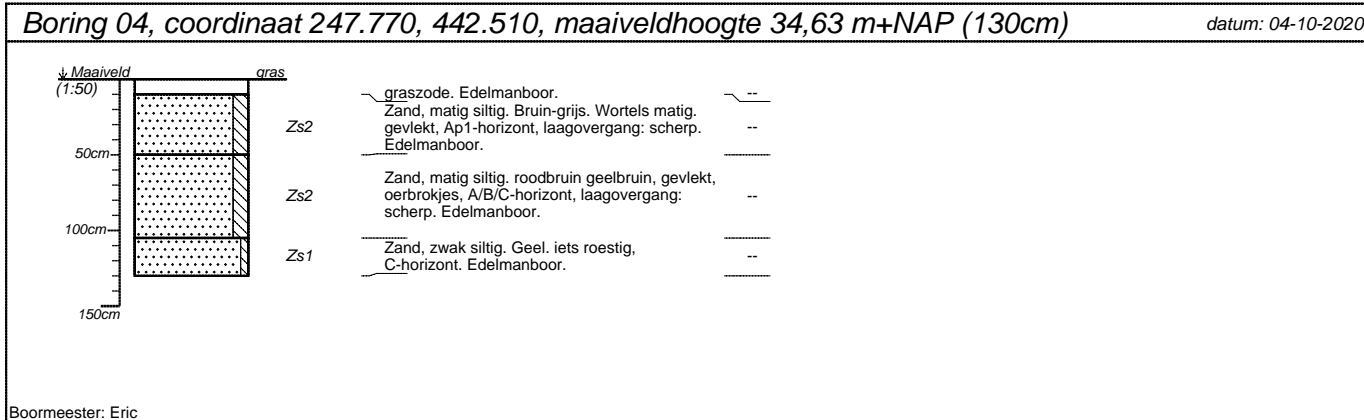 Boring 04, coordinaat 247.770, 442.510, maaiveldhoogte 34,63 m+NAP (130cm)
datum: 04-10-2020
Maaiveld
gras
(1:50)
graszode. Edelmanboor.
--
Zs2
Zand, matig siltig. Bruin-grijs. Wortels matig.
gevlekt, Ap1-horizont, laagovergang: scherp.
Edelmanboor.
--
50cm
Zs2
Zand, matig siltig. roodbruin geelbruin, gevlekt,
oerbrokjes, A/B/C-horizont, laagovergang:
scherp. Edelmanboor.
--
100cm
Zs1
Zand, zwak siltig. Geel. iets roestig,
C-horizont. Edelmanboor.
--
150cm
Boormeester: Eric